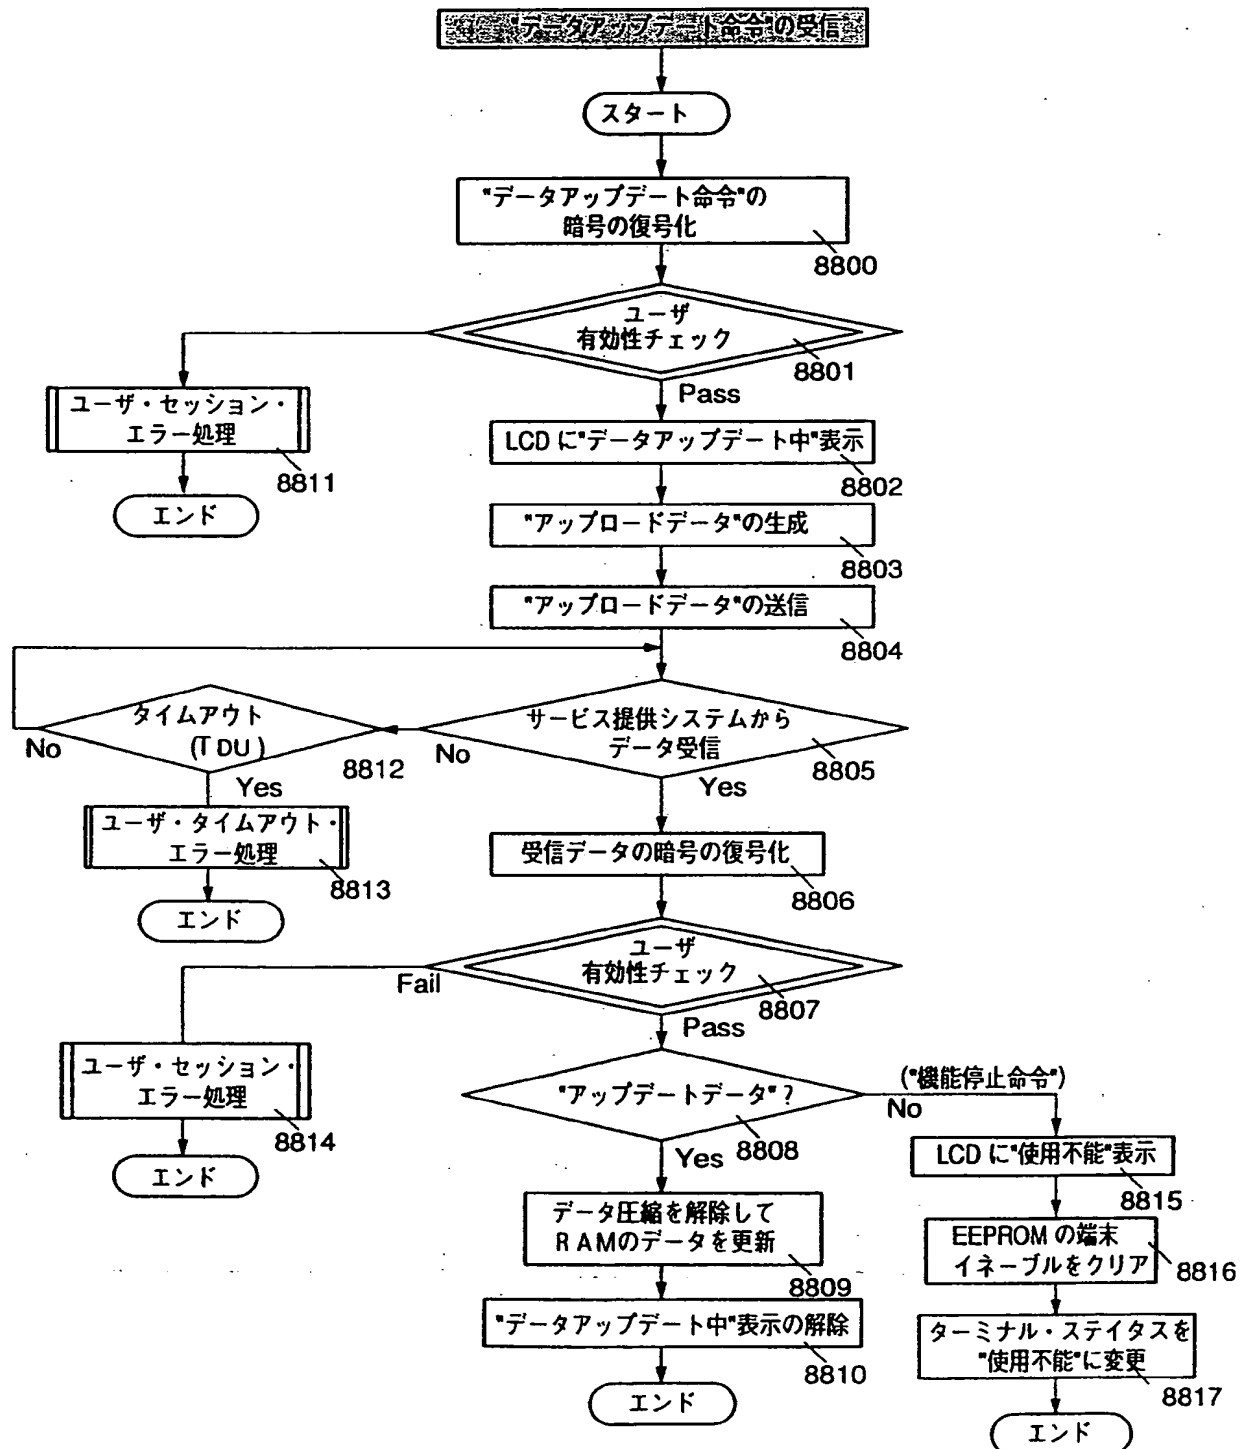 "データアップデート命令"の受信
スタート
"データアップデート命令"の
暗号の復号化
8800
ユーザ
有効性チェック
8801
Pass
ユーザ・セッション・
エラー処理
8811
エンド
LCD に"データアップデート中"表示
8802
"アップロードデータ"の生成
8803
"アップロードデータ"の送信
8804
サービス提供システムから
データ受信
8805
No
Yes
タイムアウト
(TDU)
8812
No
Yes
ユーザ・タイムアウト・
エラー処理
8813
エンド
受信データの暗号の復号化
8806
ユーザ
有効性チェック
8807
Fail
Pass
ユーザ・セッション・
エラー処理
8814
エンド
"アップデートデータ"?
8808
("機能停止命令")
No
Yes
LCD に"使用不能"表示
8815
EEPROM の端末
イネーブルをクリア
8816
ターミナル・ステイタスを
"使用不能"に変更
8817
エンド
データ圧縮を解除して
RAMのデータを更新
8809
"データアップデート中"表示の解除
8810
エンド